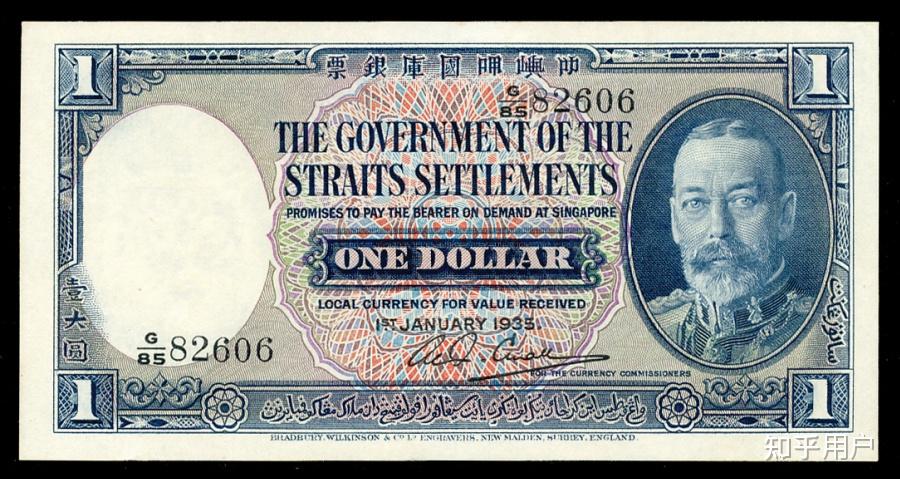 叻嶼呷國庫銀票
1
1
G/85 82606
THE GOVERNMENT OF THE
STRAITS SETTLEMENTS
PROMISES TO PAY THE BEARER ON DEMAND AT SINGAPORE
ONE DOLLAR
LOCAL CURRENCY FOR VALUE RECEIVED
1ST JANUARY 1935
壹大圓
G/85 82606
FOR THE CURRENCY COMMISSIONERS
1
1
BRADBURY, WILKINSON & Co. Ld. ENGRAVERS, NEW MALDEN, SURREY, ENGLAND.
知乎用户